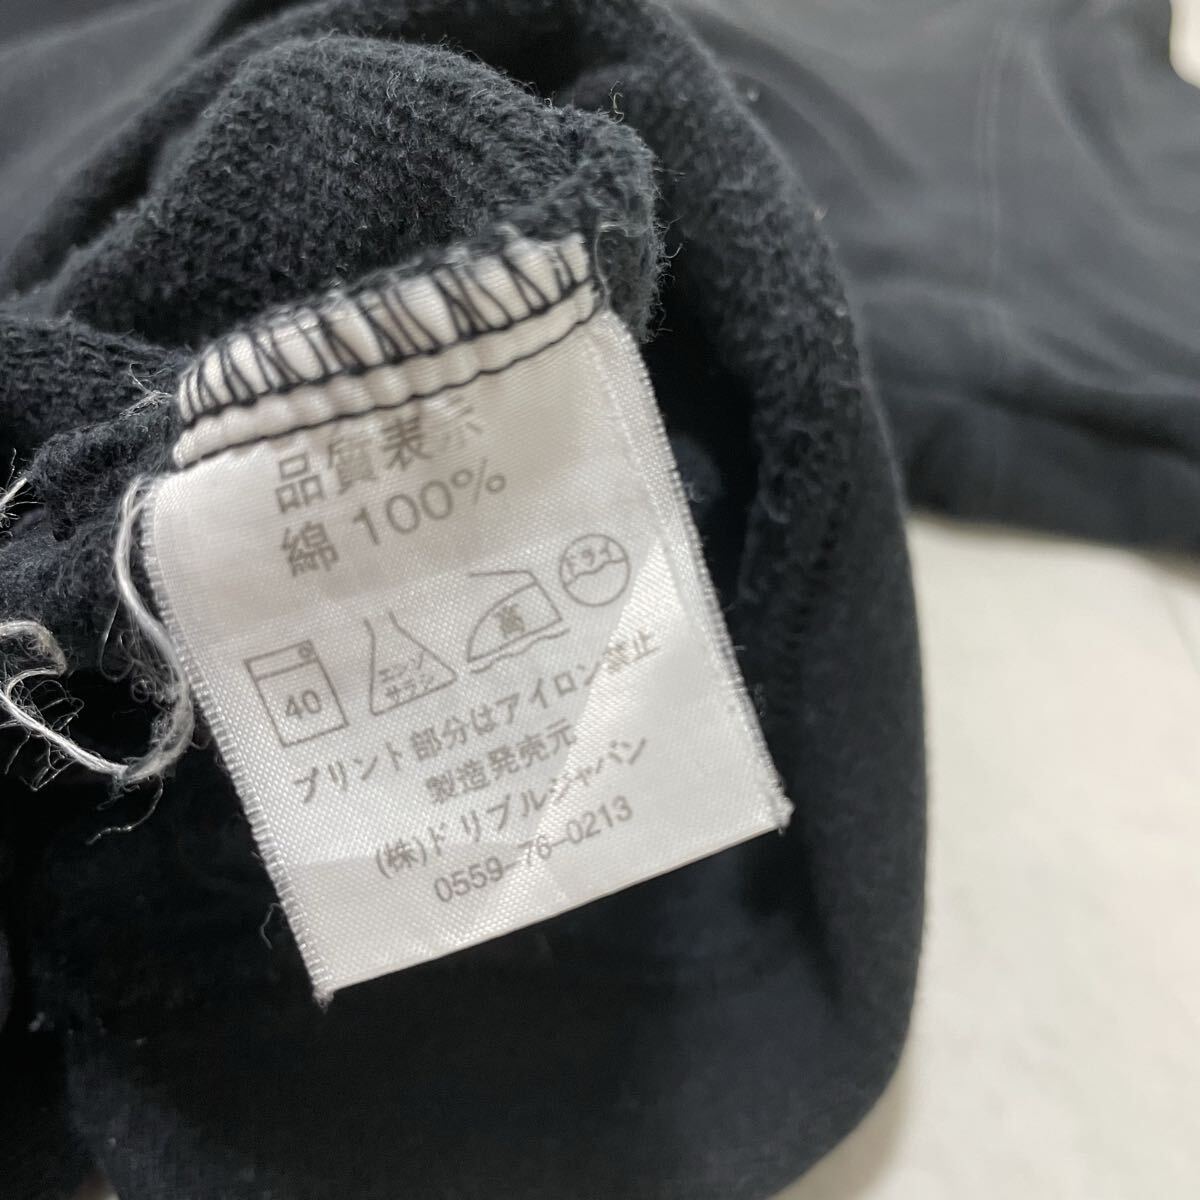 品質表示
綿 100%
40
エンソ
サラシ
高
ドライ
プリント部分はアイロン禁止
製造発売元
(株)ドリブルジャパン
0559-76-0213